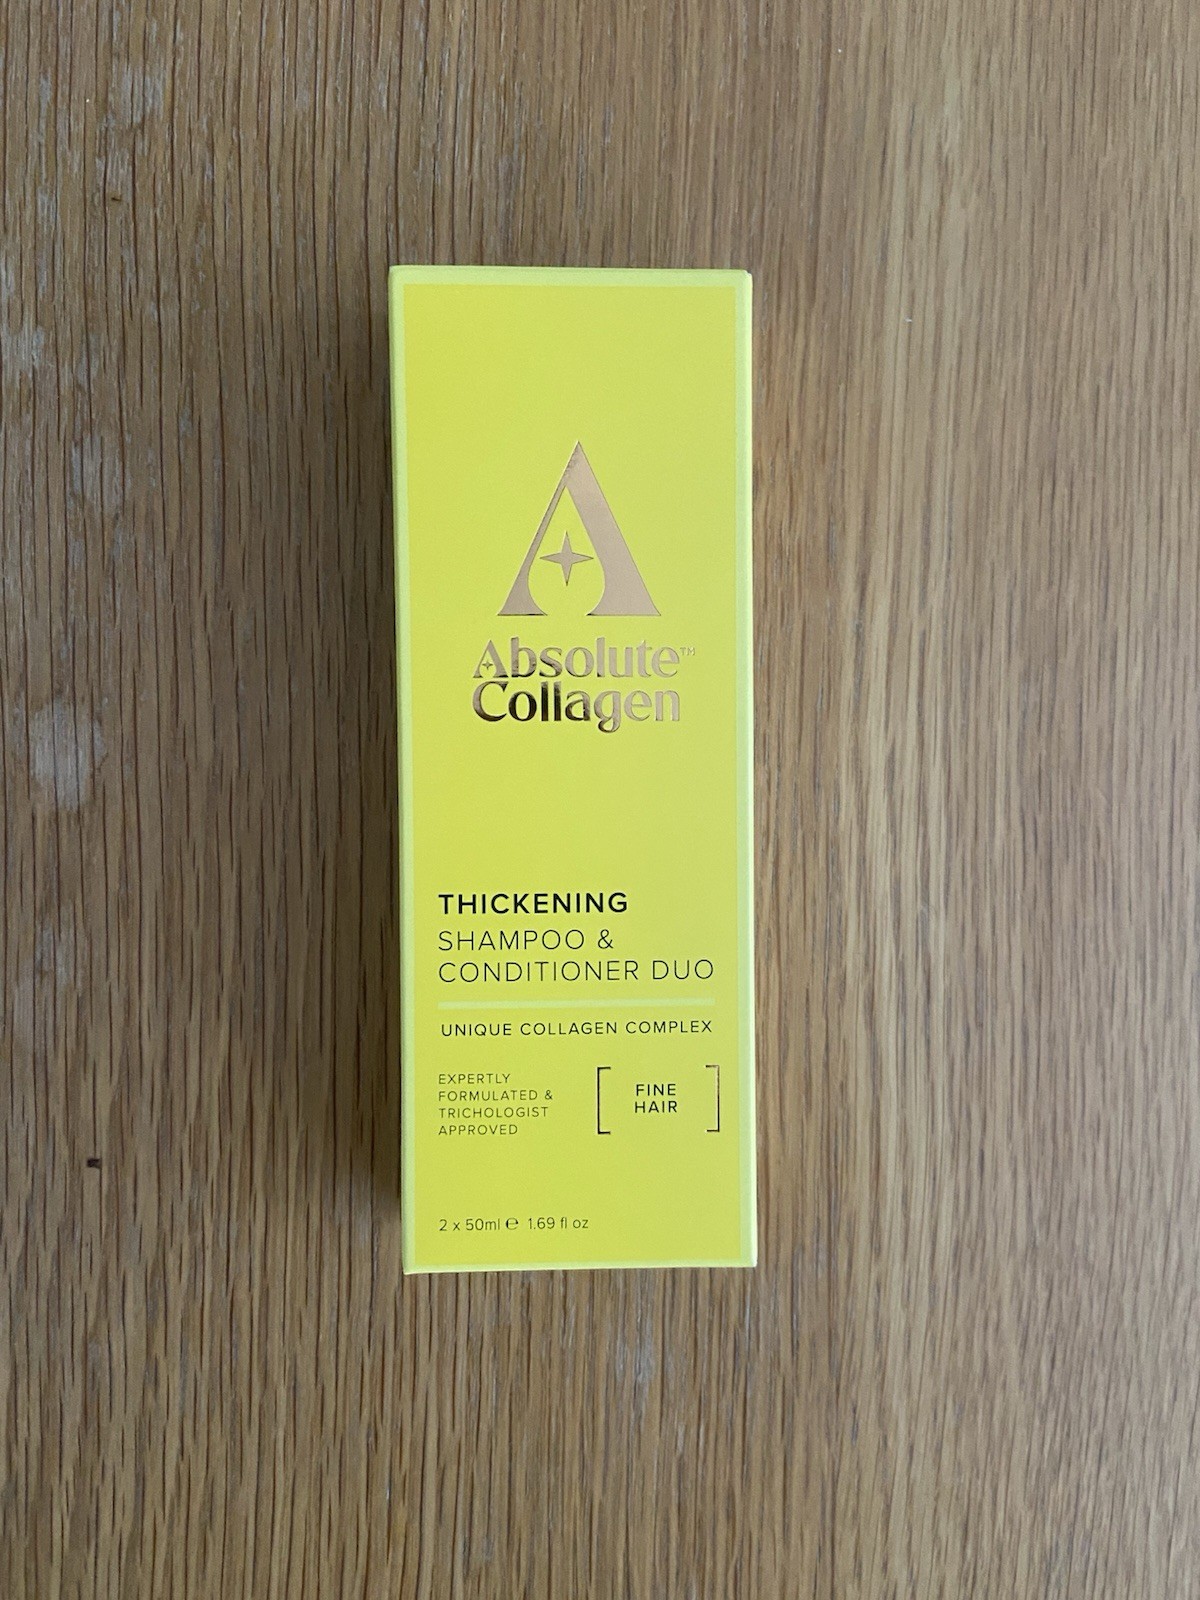 Absolute™
Collagen
THICKENING
SHAMPOO &
CONDITIONER DUO
UNIQUE COLLAGEN COMPLEX
EXPERTLY
FORMULATED &
TRICHOLOGIST
APPROVED
FINE
HAIR
2 x 50ml ℮ 1.69 fl oz